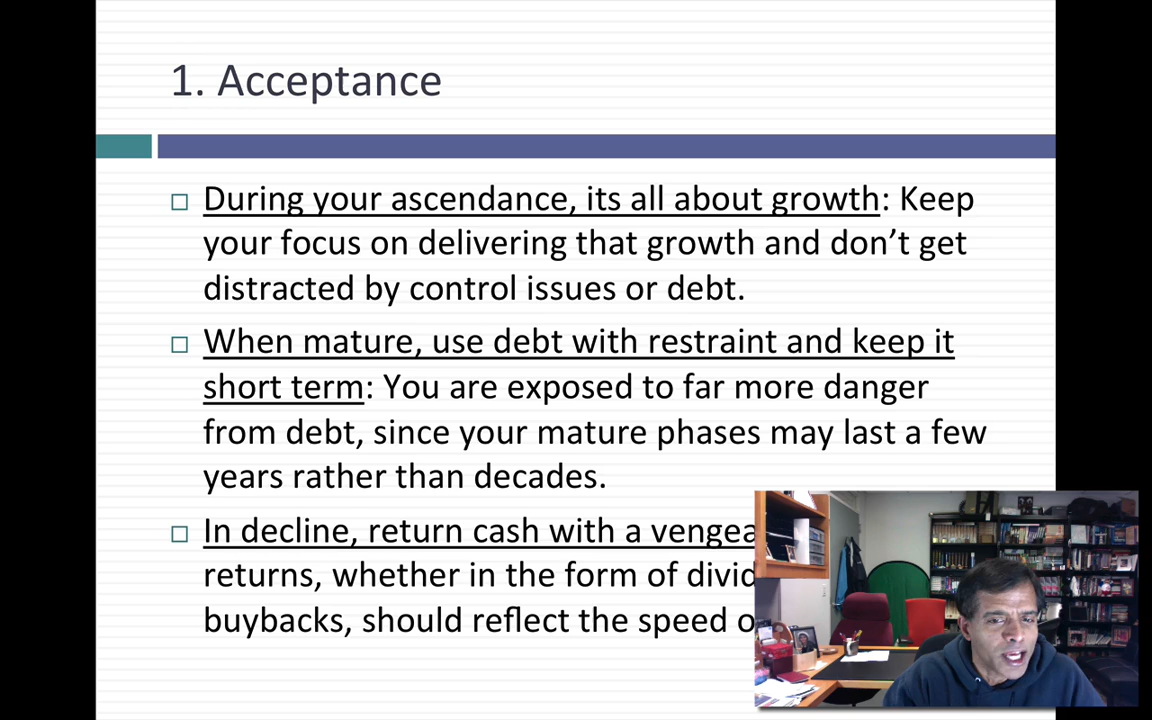 1. Acceptance
□ During your ascendance, its all about growth: Keep
your focus on delivering that growth and don’t get
distracted by control issues or debt.
□ When mature, use debt with restraint and keep it
short term: You are exposed to far more danger
from debt, since your mature phases may last a few
years rather than decades.
□ In decline, return cash with a
returns, whether in the form of
buybacks, should reflect the speed